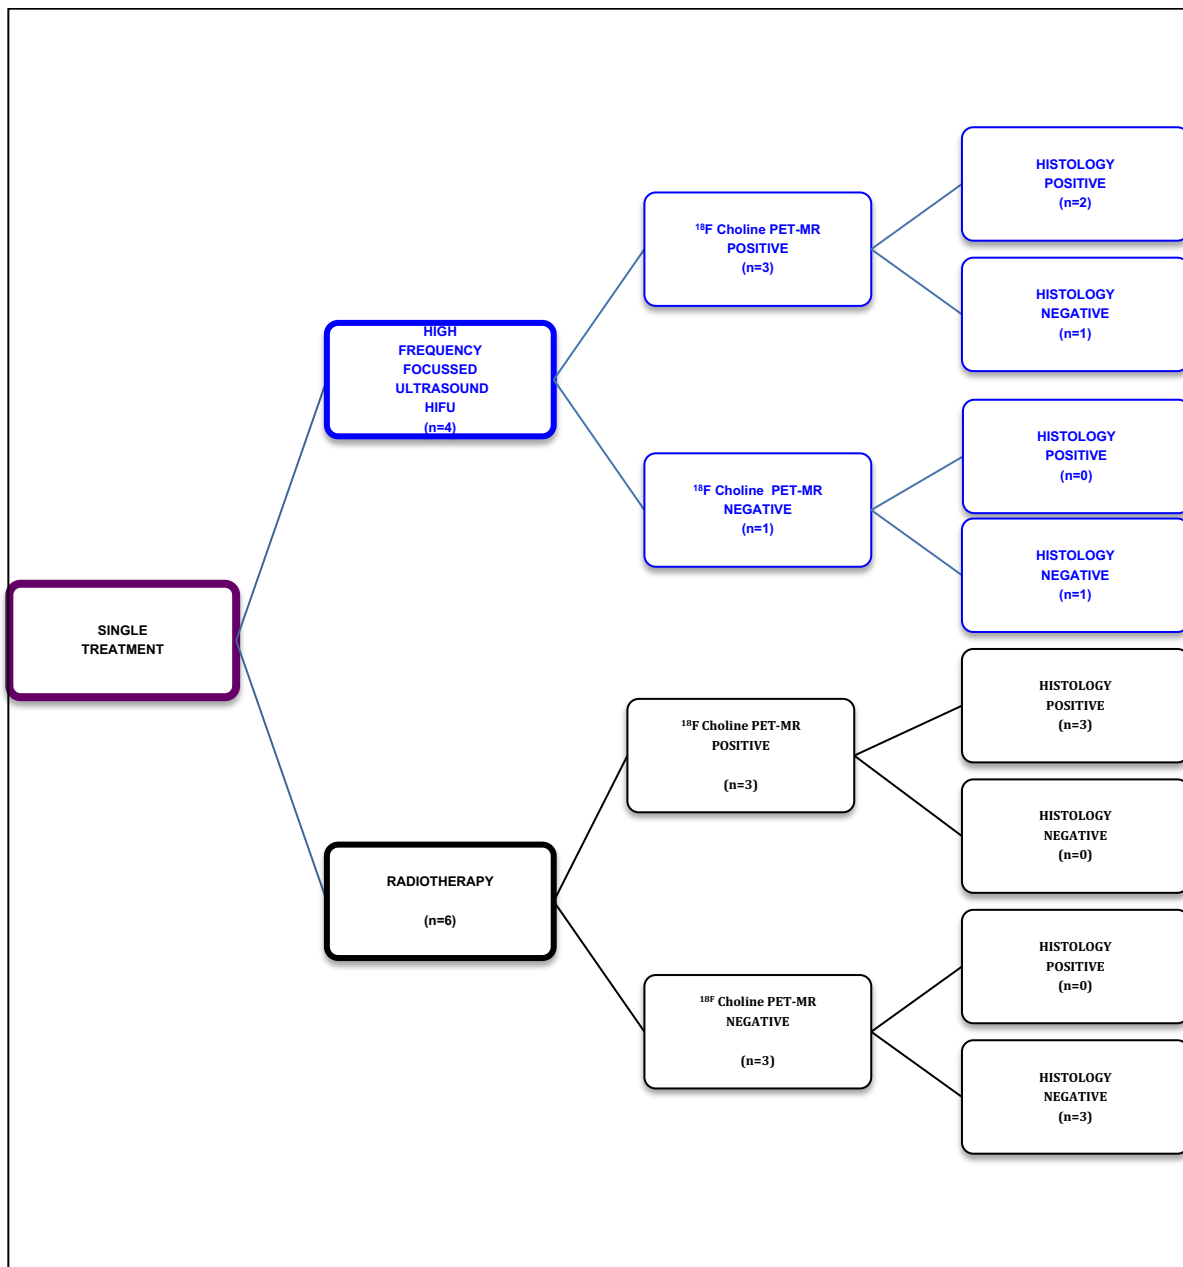 SINGLE
TREATMENT
HIGH
FREQUENCY
FOCUSSED
ULTRASOUND
HIFU
(n=4)
¹⁸F Choline PET-MR
POSITIVE
(n=3)
HISTOLOGY
POSITIVE
(n=2)
HISTOLOGY
NEGATIVE
(n=1)
¹⁸F Choline PET-MR
NEGATIVE
(n=1)
HISTOLOGY
POSITIVE
(n=0)
HISTOLOGY
NEGATIVE
(n=1)
RADIOTHERAPY
(n=6)
¹⁸F Choline PET-MR
POSITIVE
(n=3)
HISTOLOGY
POSITIVE
(n=3)
HISTOLOGY
NEGATIVE
(n=0)
¹⁸ᶠ Choline PET-MR
NEGATIVE
(n=3)
HISTOLOGY
POSITIVE
(n=0)
HISTOLOGY
NEGATIVE
(n=3)